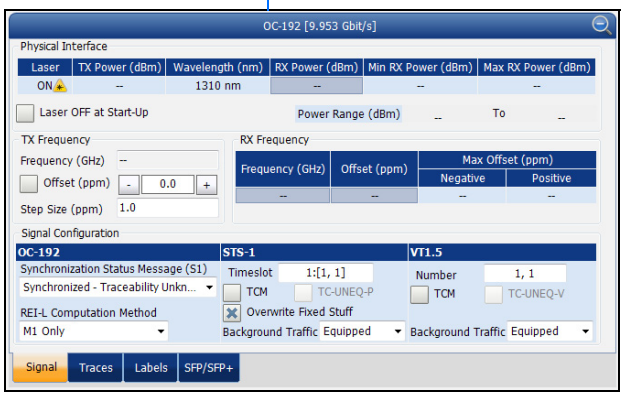 OC-192 [9.953 Gbit/s]
Physical Interface
Laser TX Power (dBm) Wavelength (nm) RX Power (dBm) Min RX Power (dBm) Max RX Power (dBm)
ON -- 1310 nm -- -- --
Laser OFF at Start-Up Power Range (dBm) -- To --
TX Frequency RX Frequency
Frequency (GHz) -- Frequency (GHz) Offset (ppm) Max Offset (ppm)
Negative Positive
Offset (ppm) - 0.0 + -- -- -- --
Step Size (ppm) 1.0
Signal Configuration
OC-192 STS-1 VT1.5
Synchronization Status Message (S1) Timeslot 1:[1, 1] Number 1, 1
Synchronized - Traceability Unkn... TCM TC-UNEQ-P TCM TC-UNEQ-V
REI-L Computation Method Overwrite Fixed Stuff
M1 Only Background Traffic Equipped Background Traffic Equipped
Signal Traces Labels SFP/SFP+